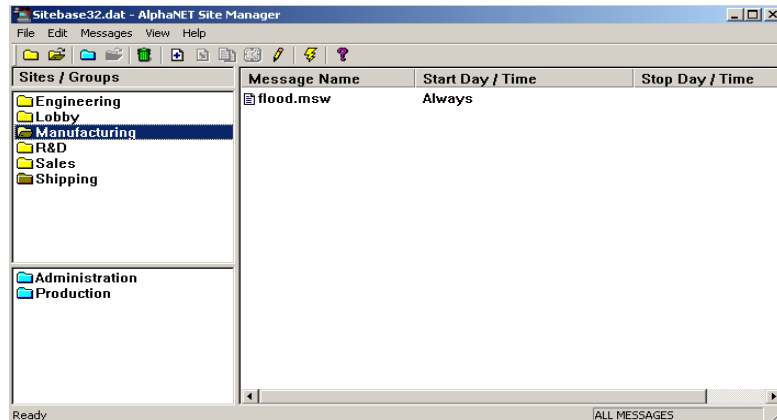 Sitebase32.dat - AlphaNET Site Manager
File Edit Messages View Help
Sites / Groups
Message Name Start Day / Time Stop Day / Time
Engineering
Lobby
Manufacturing
R&D
Sales
Shipping
flood.msw Always
Administration
Production
Ready ALL MESSAGES